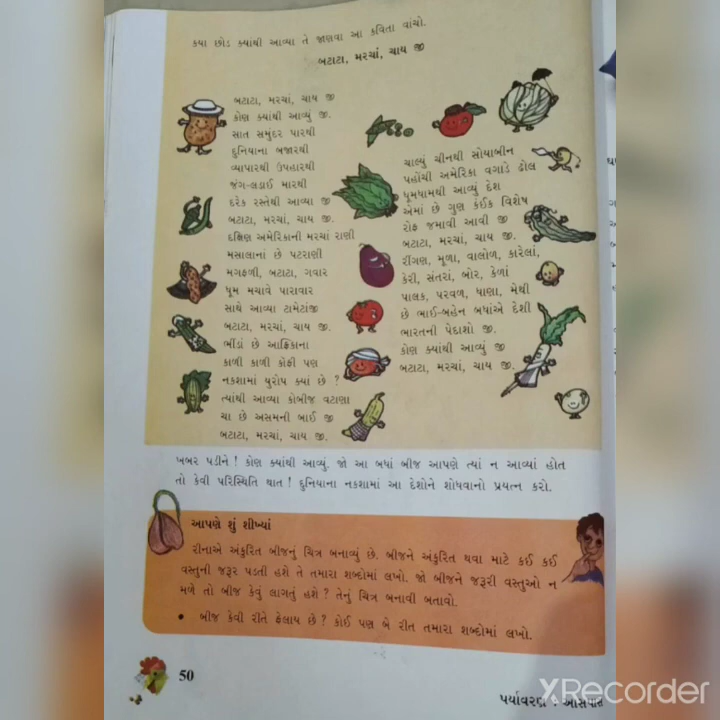 કયા છોડ ક્યાંથી આવ્યા તે જાણવા આ કવિતા વાંચો.
બટાટા, મરચાં, ચાય જી
બટાટા, મરચાં, ચાય જી
કોણ ક્યાંથી આવ્યું જી.
સાત સમુંદર પારથી
દુનિયાના બજારથી
વ્યાપારથી ઉપહારથી
જંગ-લડાઈ મારથી
દરેક રસ્તેથી આવ્યા જી
બટાટા, મરચાં, ચાય જી.
દક્ષિણ અમેરિકાની મરચાં રાણી
મસાલાનાં છે પટરાણી
મગફળી, બટાટા, ગવાર
ધૂમ મચાવે પારાવાર
સાથે આવ્યા ટામેટાંજી
બટાટા, મરચાં, ચાય જી.
ભીંડાં છે આફ્રિકાના
કાળી કાળી કોફી પણ
નકશામાં યુરોપ ક્યાં છે ?
ત્યાંથી આવ્યા કોબીજ વટાણા
ચા છે અસમની બાઈ જી
બટાટા, મરચાં, ચાય જી.
ચાલ્યું ચીનથી સોયાબીન
પહોંચી અમેરિકા વગાડે ઢોલ
ધૂમધામથી આવ્યું દેશ
એમાં છે ગુણ કંઈક વિશેષ
રોફ જમાવી આવી જી
બટાટા, મરચાં, ચાય જી.
રીંગણ, મૂળા, વાલોળ, કારેલાં,
કેરી, સંતરાં, બોર, કેળાં
પાલક, પરવળ, ધાણા, મેથી
છે ભાઈ-બહેન બધાંએ દેશી
ભારતની પેદાશો જી.
કોણ ક્યાંથી આવ્યું જી
બટાટા, મરચાં, ચાય જી.
ખબર પડીને ! કોણ ક્યાંથી આવ્યું. જો આ બધાં બીજ આપણે ત્યાં ન આવ્યાં હોત
તો કેવી પરિસ્થિતિ થાત ! દુનિયાના નકશામાં આ દેશોને શોધવાનો પ્રયત્ન કરો.
આપણે શું શીખ્યાં
રીનાએ અંકુરિત બીજનું ચિત્ર બનાવ્યું છે. બીજને અંકુરિત થવા માટે કઈ કઈ
વસ્તુની જરૂર પડતી હશે તે તમારા શબ્દોમાં લખો. જો બીજને જરૂરી વસ્તુઓ ન
મળે તો બીજ કેવું લાગતું હશે ? તેનું ચિત્ર બનાવી બતાવો.
• બીજ કેવી રીતે ફેલાય છે ? કોઈ પણ બે રીત તમારા શબ્દોમાં લખો.
50
પર્યાવરણ : આસપાસ
XRecorder